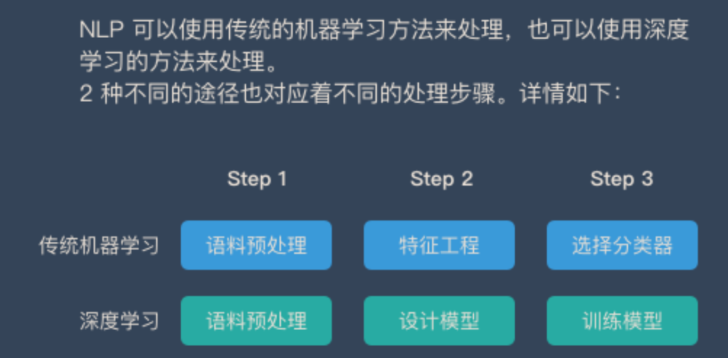 NLP 可以使用传统的机器学习方法来处理，也可以使用深度
学习的方法来处理。
2 种不同的途径也对应着不同的处理步骤。详情如下：
Step 1 Step 2 Step 3
传统机器学习 语料预处理 特征工程 选择分类器
深度学习 语料预处理 设计模型 训练模型